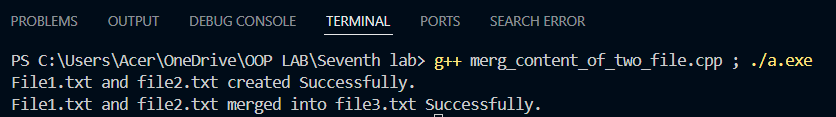 PROBLEMS OUTPUT DEBUG CONSOLE TERMINAL PORTS SEARCH ERROR
PS C:\Users\Acer\OneDrive\OOP LAB\Seventh lab> g++ merg_content_of_two_file.cpp ; ./a.exe
File1.txt and file2.txt created Successfully.
File1.txt and file2.txt merged into file3.txt Successfully.